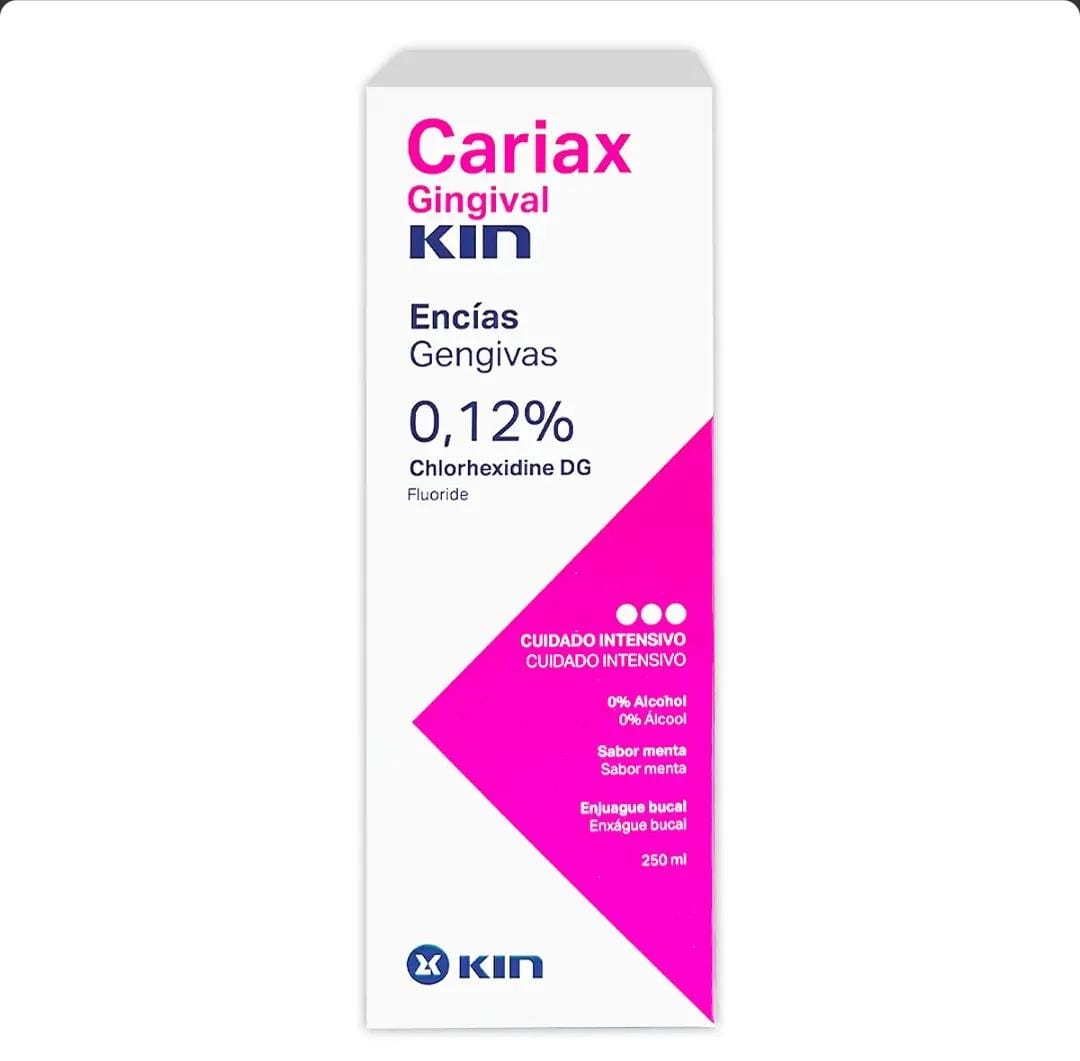 Cariax
Gingival
KIN
Encías
Gengivas
0,12%
Chlorhexidine DG
Fluoride
CUIDADO INTENSIVO
CUIDADO INTENSIVO
0% Alcohol
0% Álcool
Sabor menta
Sabor menta
Enjuague bucal
Enxágue bucal
250 ml
KIN